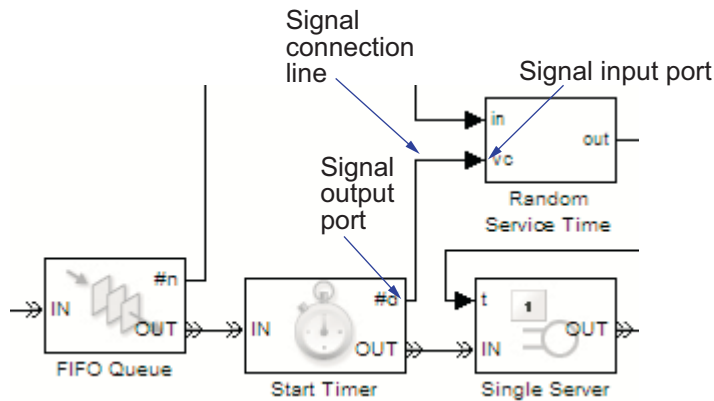 Signal
connection
line
Signal input port
in
out
vc
Signal
output
port
Random
Service Time
#n
IN
OUT
FIFO Queue
#d
IN
OUT
Start Timer
t
1
OUT
IN
Single Server